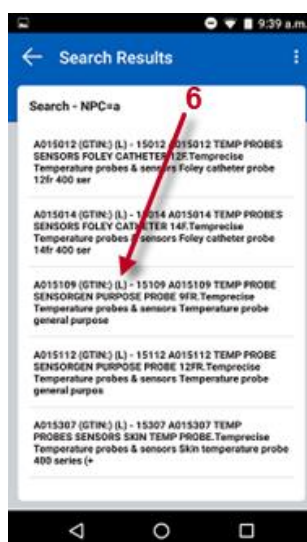 9:39 a.m.
Search Results
Search - NPC=a
6
A015012 (GTIN:) (L) - 15012 A015012 TEMP PROBES
SENSORS FOLEY CATHETER 12F.Temprecise
Temperature probes & sensors Foley catheter probe
12fr 400 ser
A015014 (GTIN:) (L) - 15014 A015014 TEMP PROBES
SENSORS FOLEY CATHETER 14F.Temprecise
Temperature probes & sensors Foley catheter probe
14fr 400 ser
A015109 (GTIN:) (L) - 15109 A015109 TEMP PROBE
SENSORGEN PURPOSE PROBE 9FR.Temprecise
Temperature probes & sensors Temperature probe
general purpose
A015112 (GTIN:) (L) - 15112 A015112 TEMP PROBE
SENSORGEN PURPOSE PROBE 12FR.Temprecise
Temperature probes & sensors Temperature probe
general purpos
A015307 (GTIN:) (L) - 15307 A015307 TEMP
PROBES SENSORS SKIN TEMP PROBE.Temprecise
Temperature probes & sensors Skin temperature probe
400 series (+